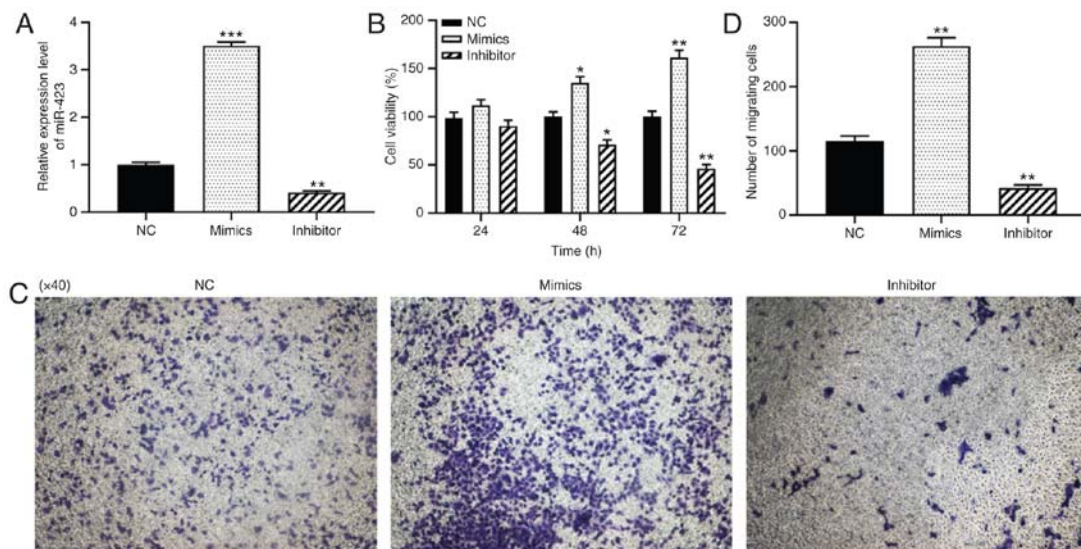 A
Relative expression level
of miR-423
4
3
2
1
0
***
**
NC
Mimics
Inhibitor
B
NC
Mimics
Inhibitor
Cell viability (%)
200
150
100
50
0
*
*
**
**
24
48
72
Time (h)
D
Number of migrating cells
300
200
100
0
**
**
NC
Mimics
Inhibitor
C
(×40)
NC
Mimics
Inhibitor